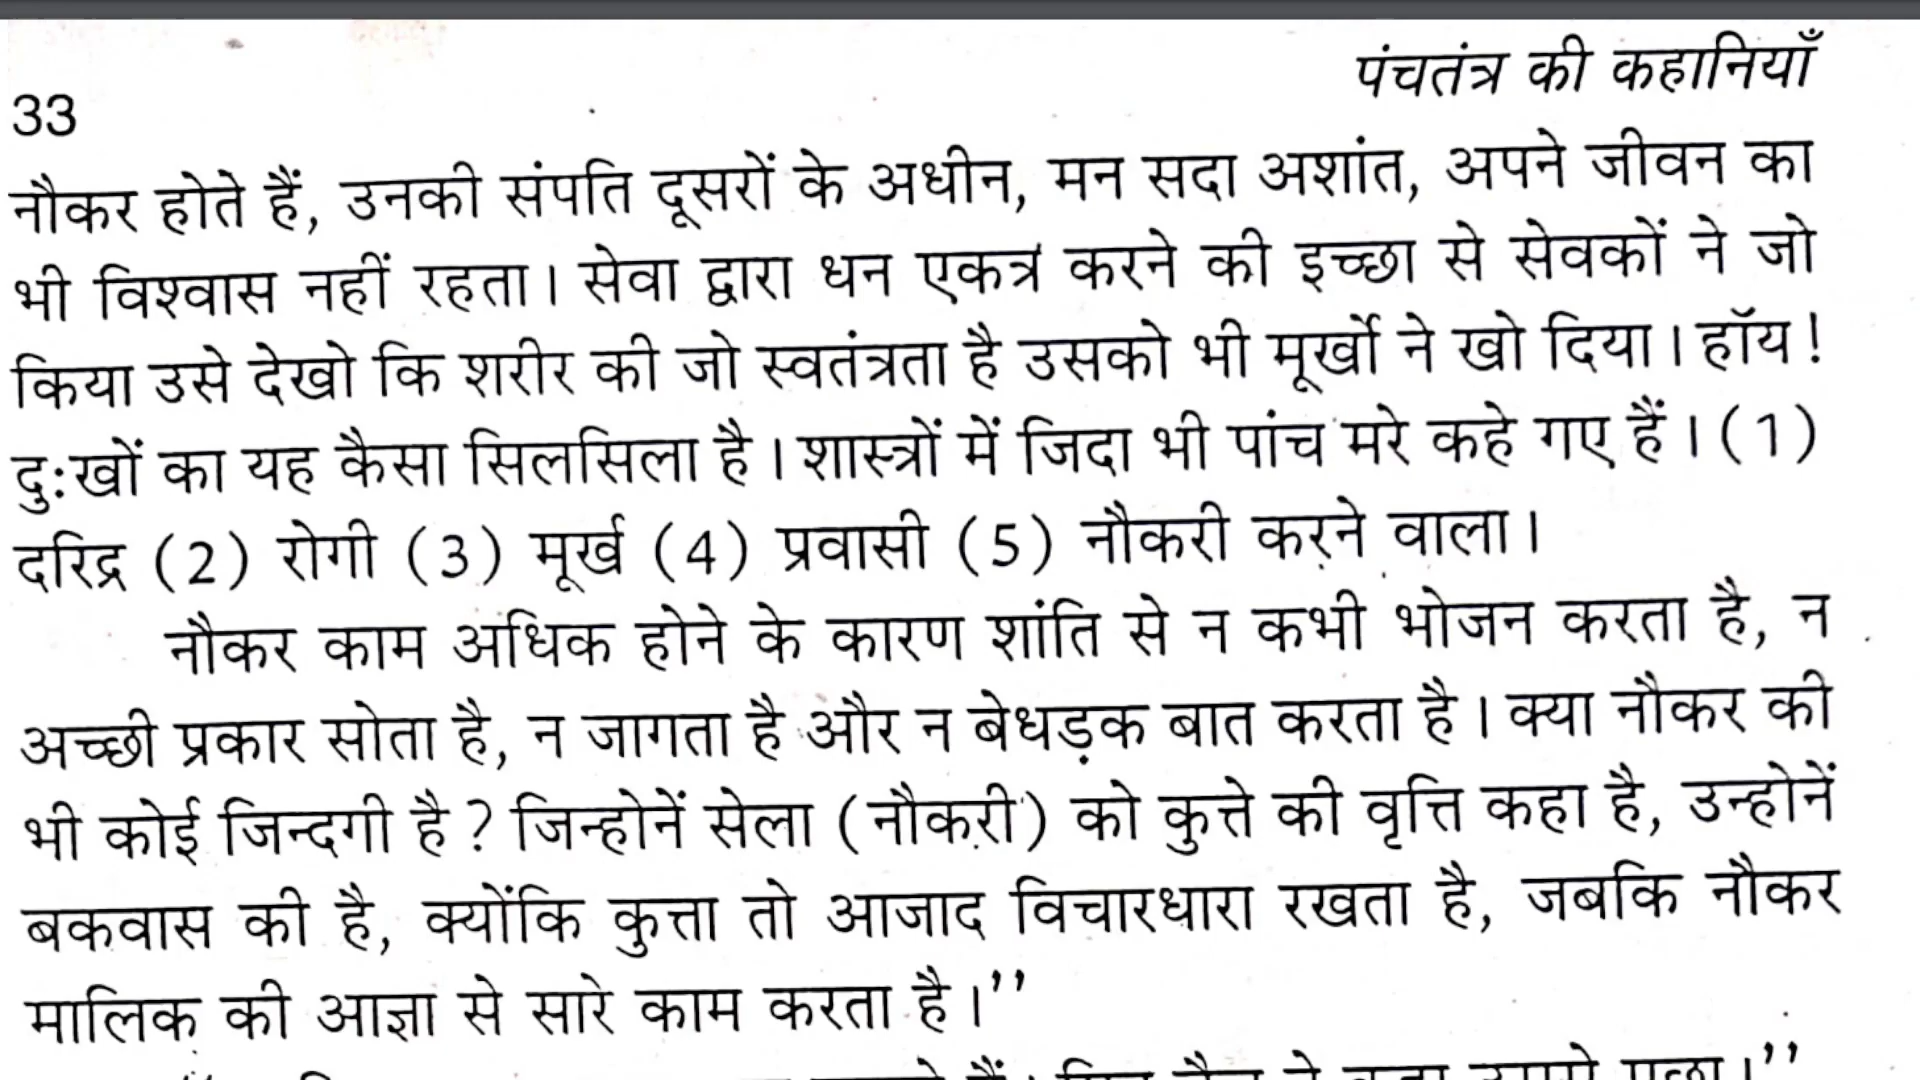 पंचतंत्र की कहानियाँ
33
नौकर होते हैं, उनकी संपति दूसरों के अधीन, मन सदा अशांत, अपने जीवन का
भी विश्वास नहीं रहता। सेवा द्वारा धन एकत्र करने की इच्छा से सेवकों ने जो
किया उसे देखो कि शरीर की जो स्वतंत्रता है उसको भी मूर्खो ने खो दिया। हॉय!
दुःखों का यह कैसा सिलसिला है। शास्त्रों में जिदा भी पांच मरे कहे गए हैं। (1)
दरिद्र (2) रोगी (3) मूर्ख (4) प्रवासी (5) नौकरी करने वाला।
नौकर काम अधिक होने के कारण शांति से न कभी भोजन करता है, न
अच्छी प्रकार सोता है, न जागता है और न बेधड़क बात करता है। क्या नौकर की
भी कोई जिन्दगी है? जिन्होनें सेला (नौकरी) को कुत्ते की वृत्ति कहा है, उन्होनें
बकवास की है, क्योंकि कुत्ता तो आजाद विचारधारा रखता है, जबकि नौकर
मालिक की आज्ञा से सारे काम करता है।’’